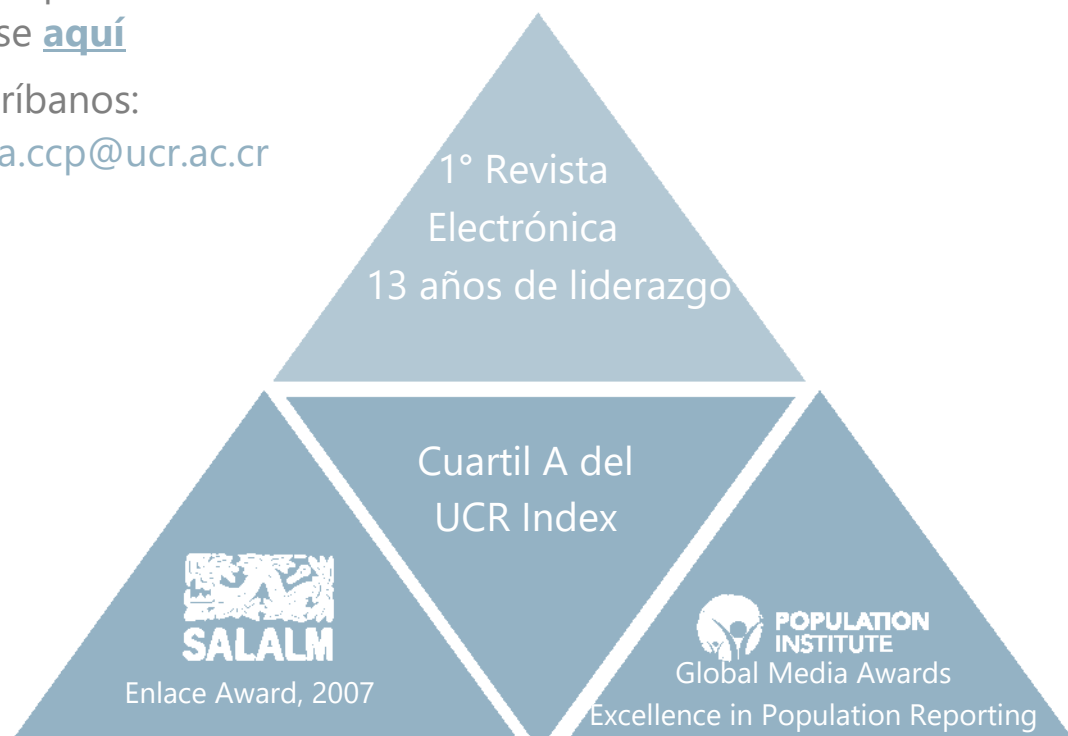 se aquí
ríbanos:
a.ccp@ucr.ac.cr
1° Revista
Electrónica
13 años de liderazgo
Cuartil A del
UCR Index
SALALM
Enlace Award, 2007
POPULATION
INSTITUTE
Global Media Awards
Excellence in Population Reporting